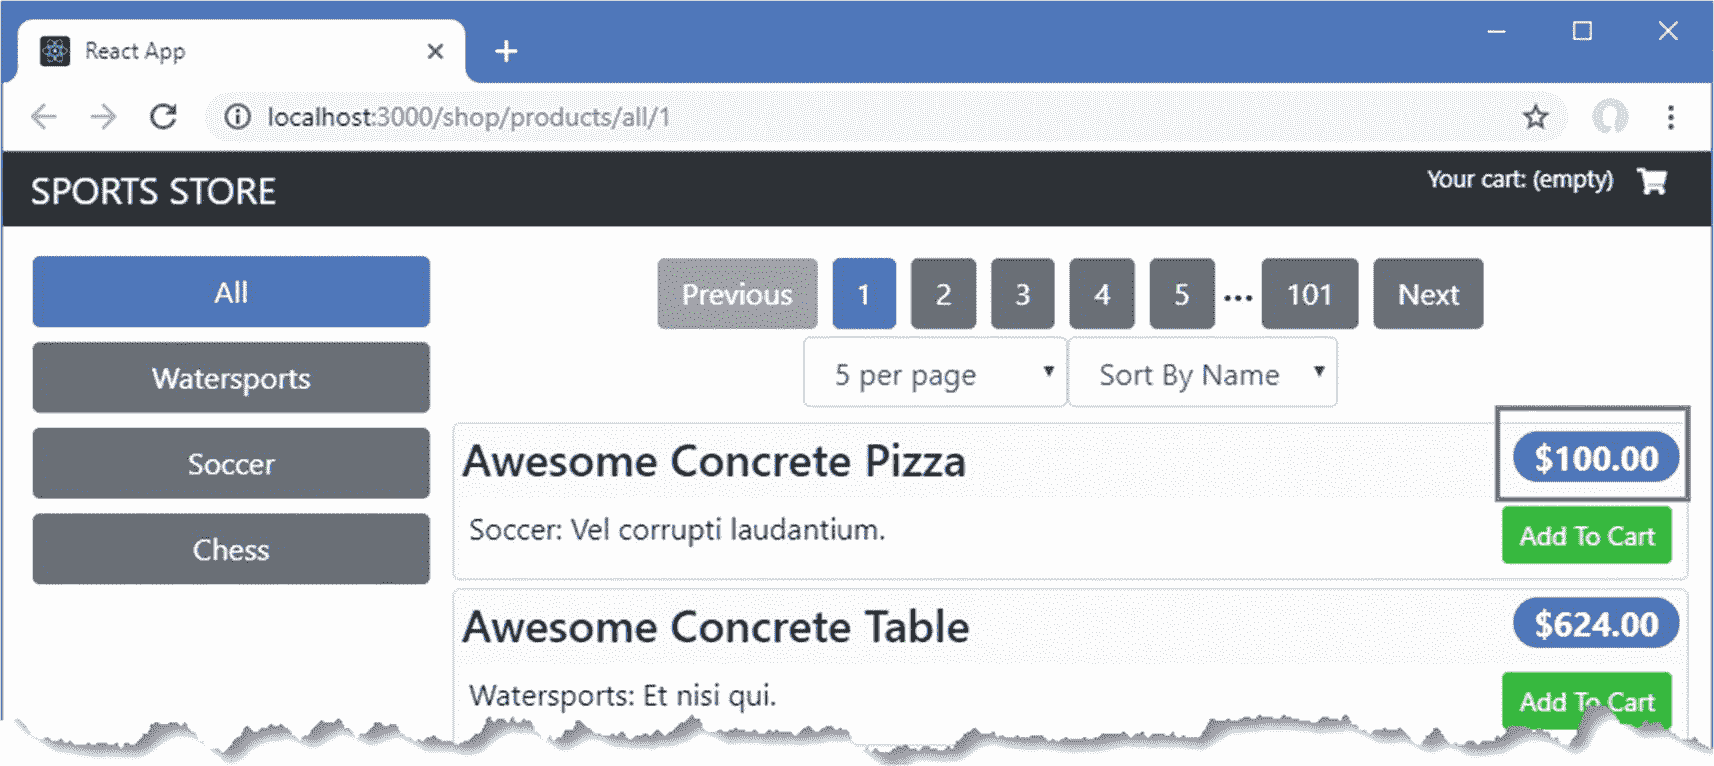 React App
localhost:3000/shop/products/all/1
SPORTS STORE
Your cart: (empty)
All
Watersports
Soccer
Chess
Previous 1 2 3 4 5 ... 101 Next
5 per page Sort By Name
Awesome Concrete Pizza $100.00
Soccer: Vel corrupti laudantium. Add To Cart
Awesome Concrete Table $624.00
Watersports: Et nisi qui. Add To Cart